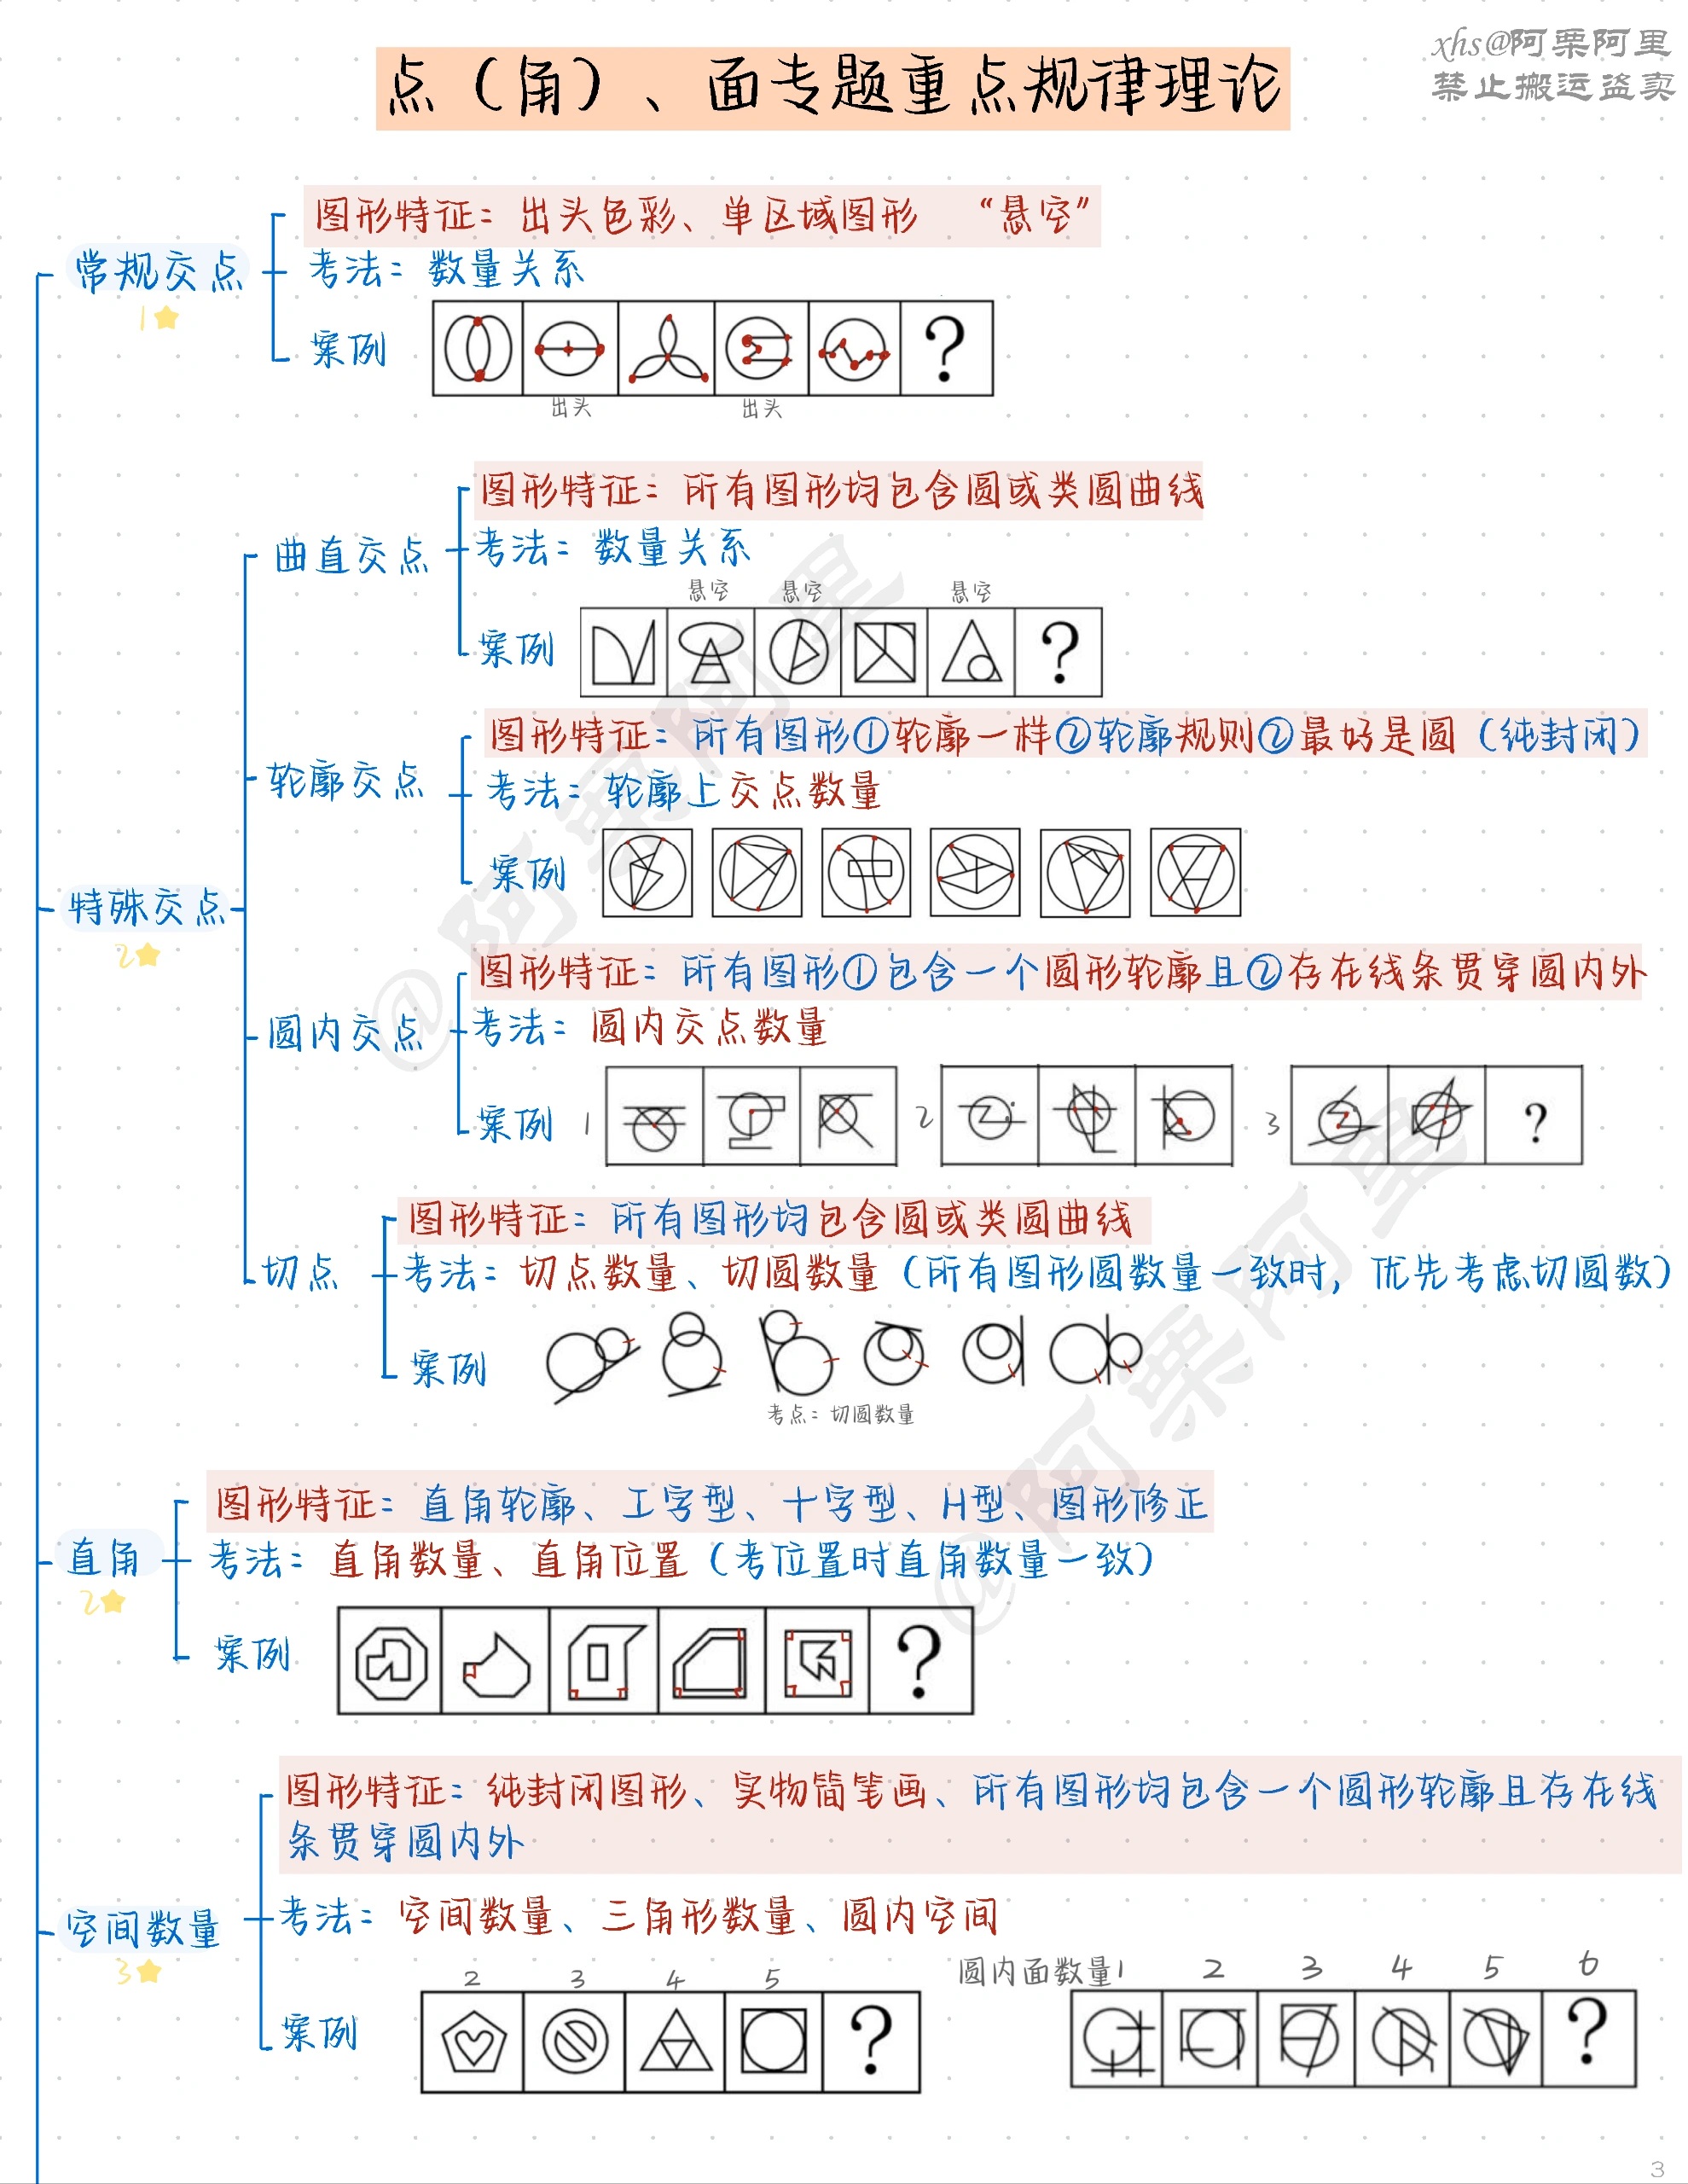 xhs@阿栗阿里
禁止搬运盗卖
点（角）、面专题重点规律理论
图形特征：出头色彩、单区域图形 “悬空”
常规交点
1
考法：数量关系
案例
?
出头 出头
图形特征：所有图形均包含圆或类圆曲线
曲直交点
考法：数量关系
悬空 悬空 悬空
案例
?
图形特征：所有图形①轮廓一样②轮廓规则②最好是圆（纯封闭）
轮廓交点
考法：轮廓上交点数量
案例
特殊交点
2
图形特征：所有图形①包含一个圆形轮廓且②存在线条贯穿圆内外
圆内交点
考法：圆内交点数量
案例 1 2 3 ?
图形特征：所有图形均包含圆或类圆曲线
切点
考法：切点数量、切圆数量（所有图形圆数量一致时，优先考虑切圆数）
案例
考点：切圆数量
图形特征：直角轮廓、工字型、十字型、H型、图形修正
直角
2
考法：直角数量、直角位置（考位置时直角数量一致）
案例
?
图形特征：纯封闭图形、实物简笔画、所有图形均包含一个圆形轮廓且存在线
条贯穿圆内外
空间数量
3
考法：空间数量、三角形数量、圆内空间
2 3 4 5
圆内面数量1 2 3 4 5 6
案例
? ?
@阿栗阿里
@阿栗阿里
3